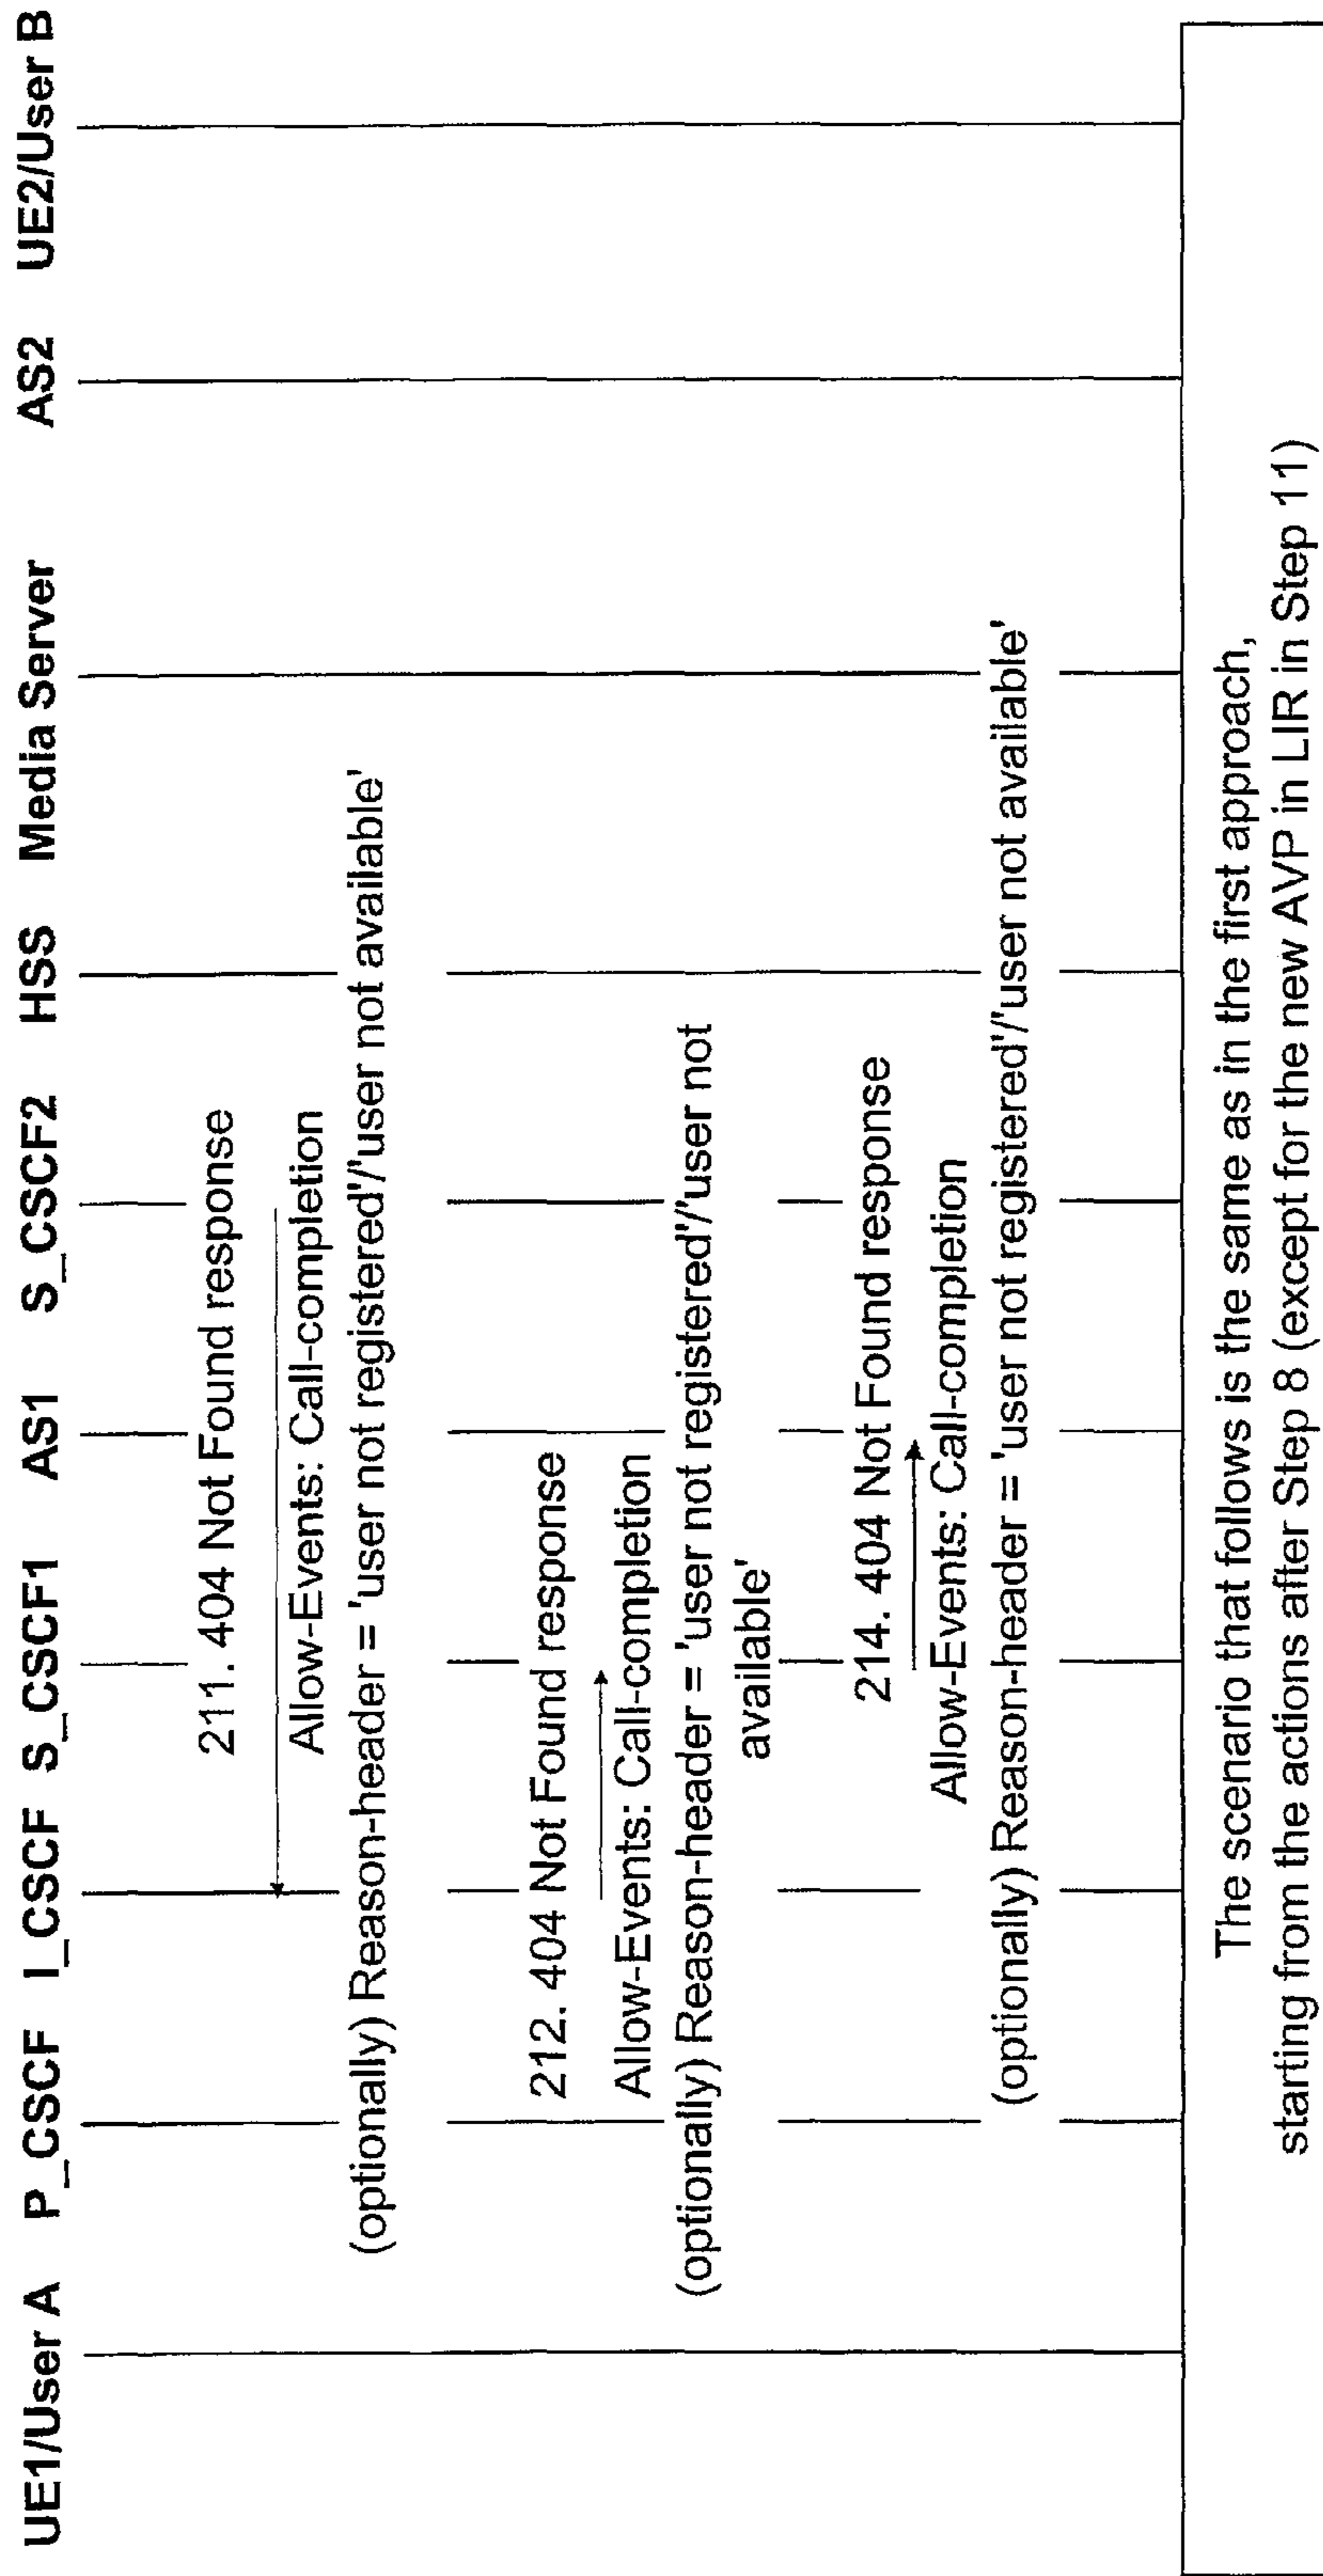 UE1/User A P_CSCF I_CSCF S_CSCF1 AS1 S_CSCF2 HSS Media Server AS2 UE2/User B
211. 404 Not Found response
Allow-Events: Call-completion
(optionally) Reason-header = 'user not registered'/'user not available'
212. 404 Not Found response
Allow-Events: Call-completion
(optionally) Reason-header = 'user not registered'/'user not
available'
214. 404 Not Found response
Allow-Events: Call-completion
(optionally) Reason-header = 'user not registered'/'user not available'
The scenario that follows is the same as in the first approach,
starting from the actions after Step 8 (except for the new AVP in LIR in Step 11)